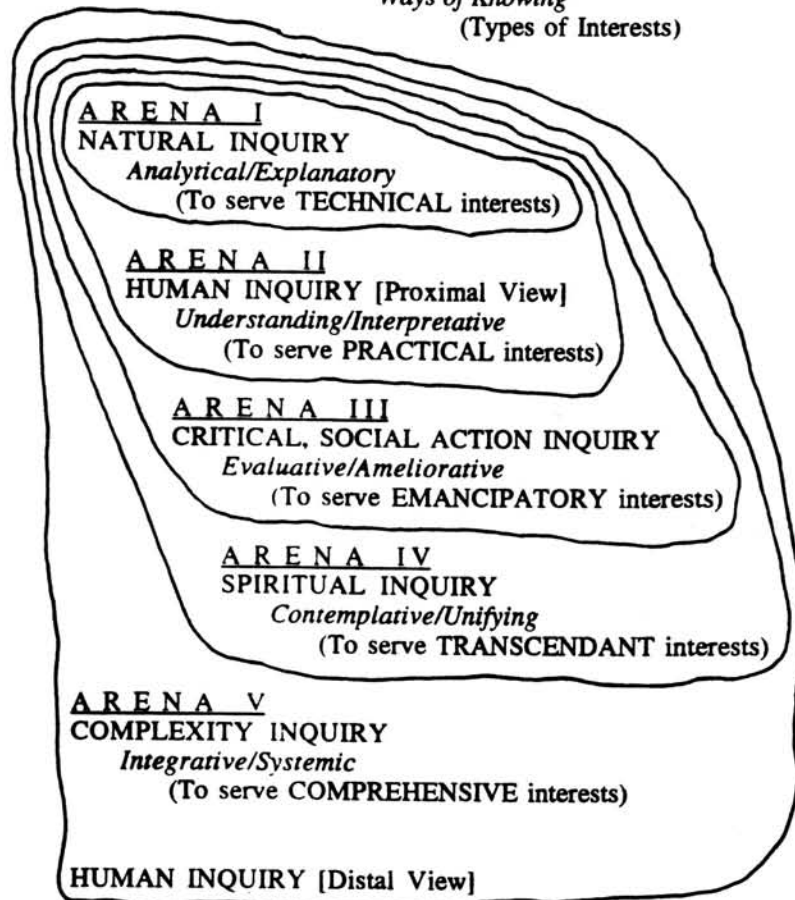 Ways of Knowing
(Types of Interests)
ARENA I
NATURAL INQUIRY
Analytical/Explanatory
(To serve TECHNICAL interests)
ARENA II
HUMAN INQUIRY [Proximal View]
Understanding/Interpretative
(To serve PRACTICAL interests)
ARENA III
CRITICAL, SOCIAL ACTION INQUIRY
Evaluative/Ameliorative
(To serve EMANCIPATORY interests)
ARENA IV
SPIRITUAL INQUIRY
Contemplative/Unifying
(To serve TRANSCENDANT interests)
ARENA V
COMPLEXITY INQUIRY
Integrative/Systemic
(To serve COMPREHENSIVE interests)
HUMAN INQUIRY [Distal View]